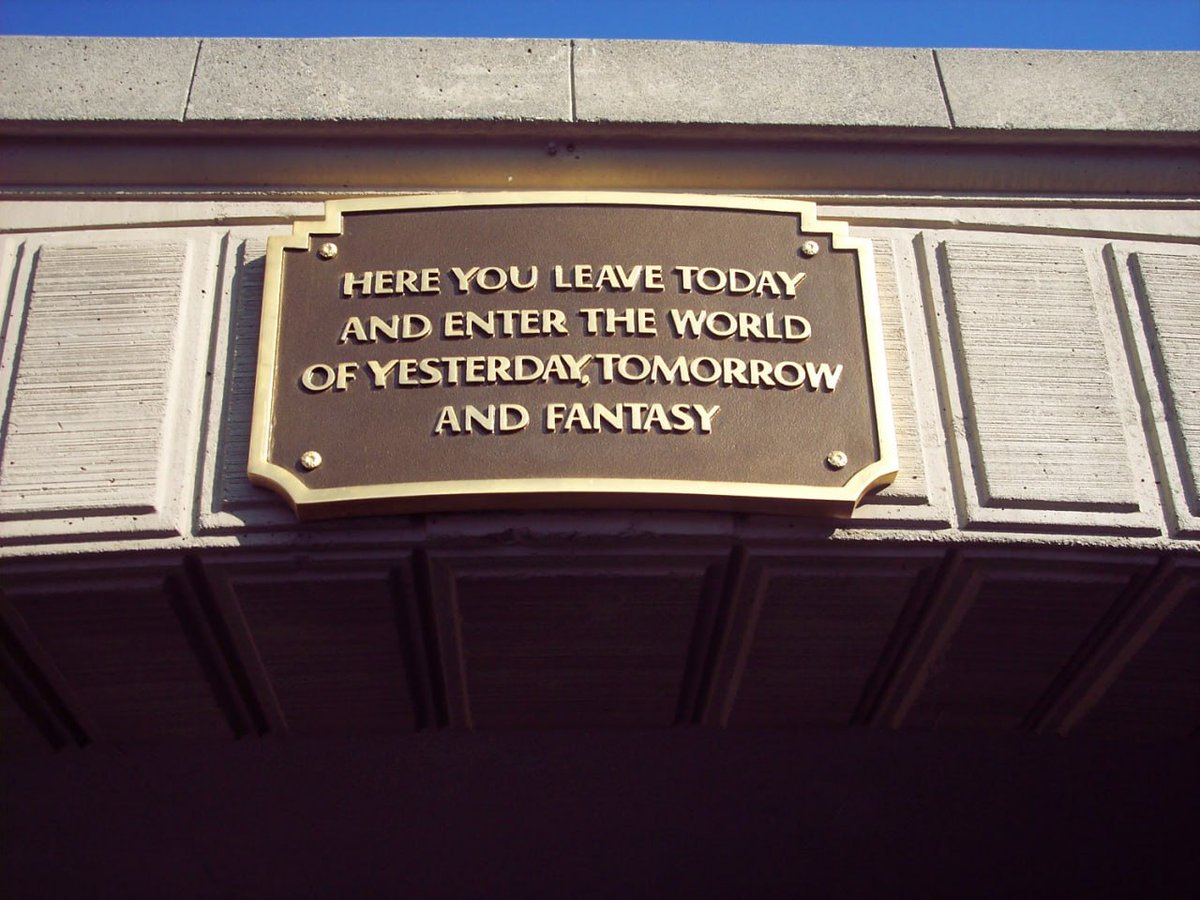 HERE YOU LEAVE TODAY
AND ENTER THE WORLD
OF YESTERDAY, TOMORROW
AND FANTASY